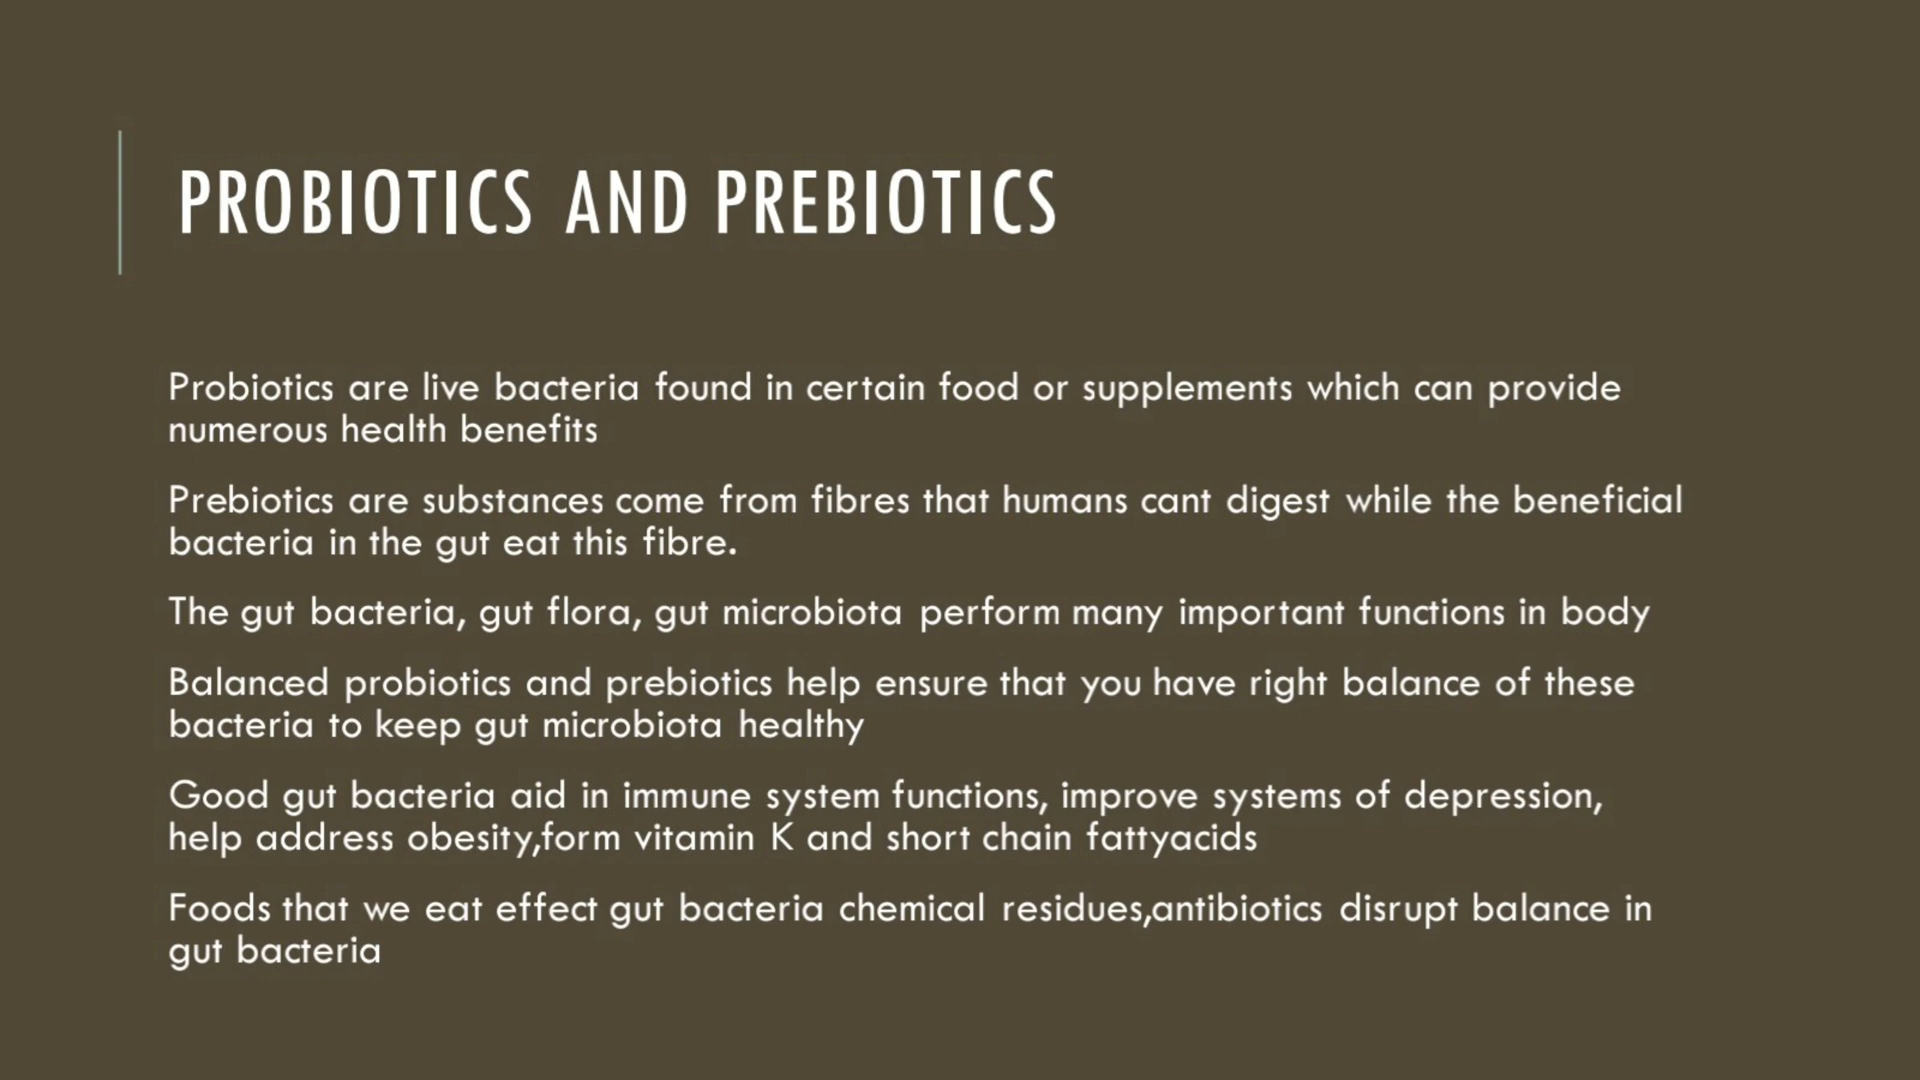 PROBIOTICS AND PREBIOTICS
Probiotics are live bacteria found in certain food or supplements which can provide
numerous health benefits
Prebiotics are substances come from fibres that humans cant digest while the beneficial
bacteria in the gut eat this fibre.
The gut bacteria, gut flora, gut microbiota perform many important functions in body
Balanced probiotics and prebiotics help ensure that you have right balance of these
bacteria to keep gut microbiota healthy
Good gut bacteria aid in immune system functions, improve systems of depression,
help address obesity,form vitamin K and short chain fattyacids
Foods that we eat effect gut bacteria chemical residues,antibiotics disrupt balance in
gut bacteria